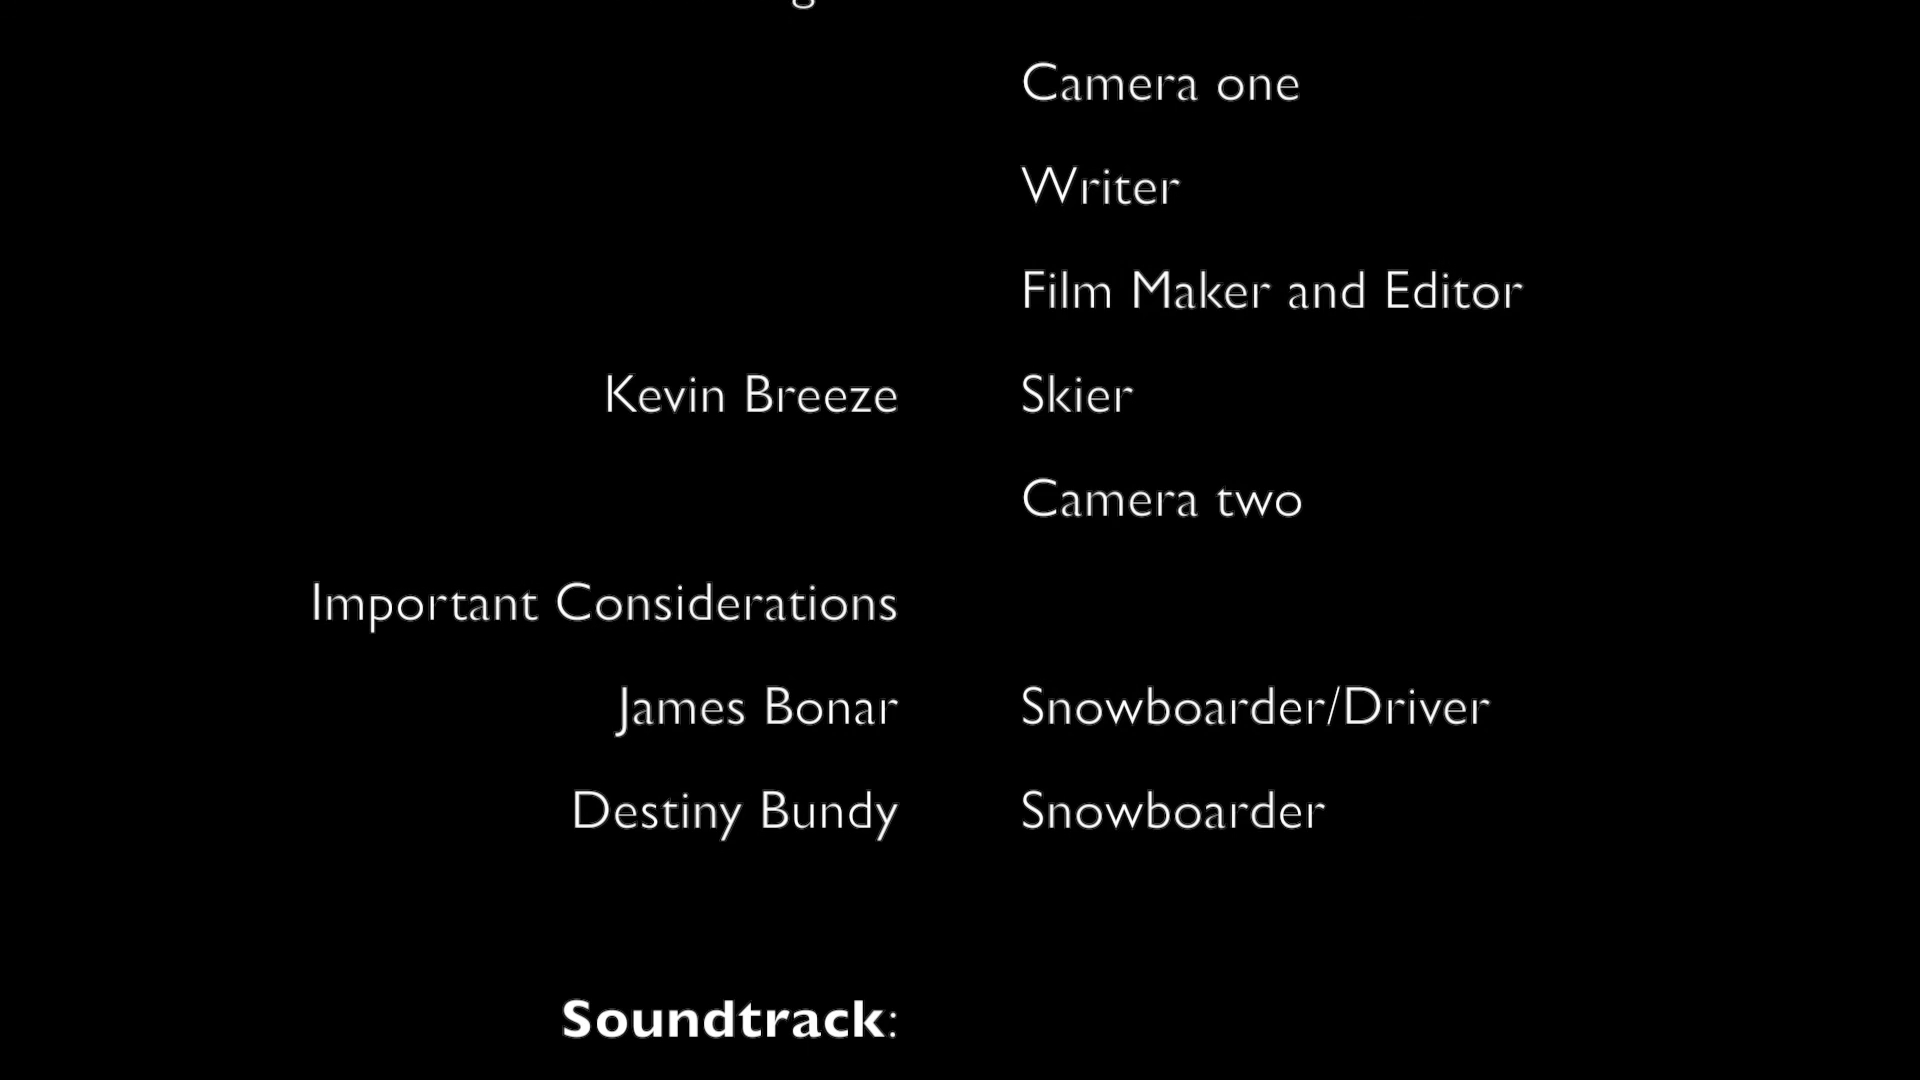 Camera one
Writer
Film Maker and Editor
Kevin Breeze Skier
Camera two
Important Considerations
James Bonar Snowboarder/Driver
Destiny Bundy Snowboarder
Soundtrack: